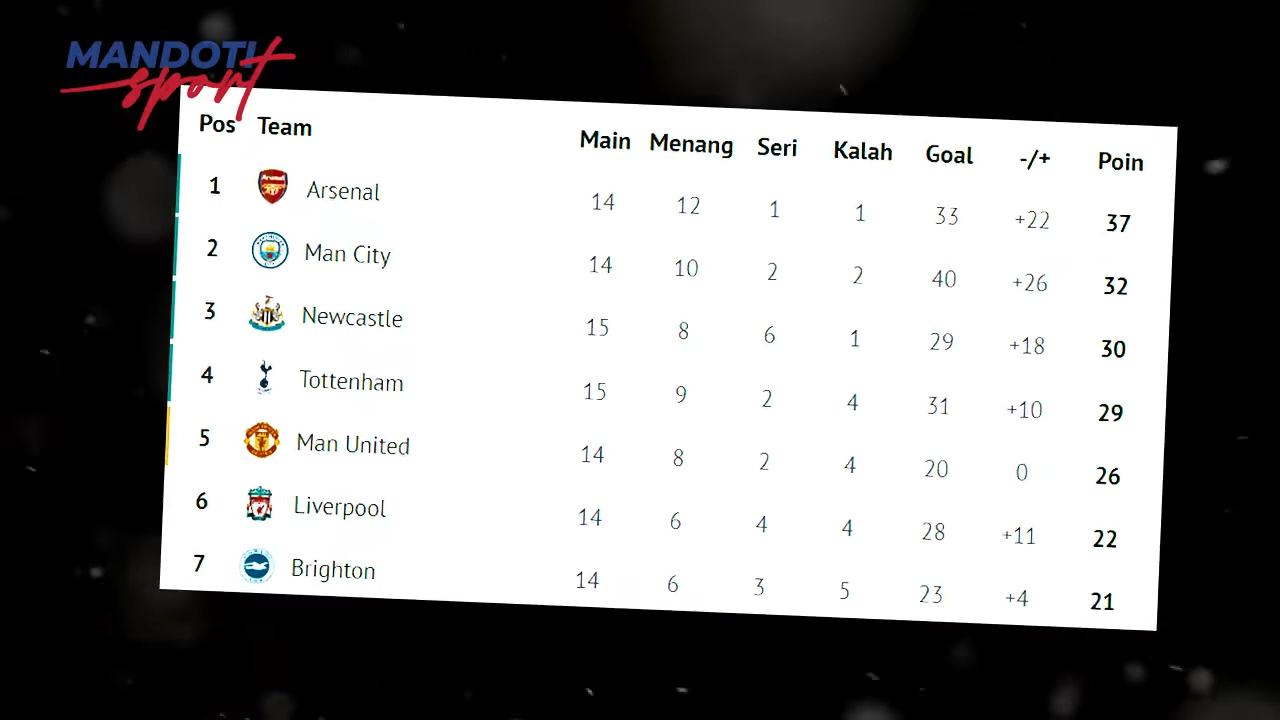 MANDOTI
sport
Pos Team Main Menang Seri Kalah Goal -/+ Poin
1 Arsenal 14 12 1 1 33 +22 37
2 Man City 14 10 2 2 40 +26 32
3 Newcastle 15 8 6 1 29 +18 30
4 Tottenham 15 9 2 4 31 +10 29
5 Man United 14 8 2 4 20 0 26
6 Liverpool 14 6 4 4 28 +11 22
7 Brighton 14 6 3 5 23 +4 21